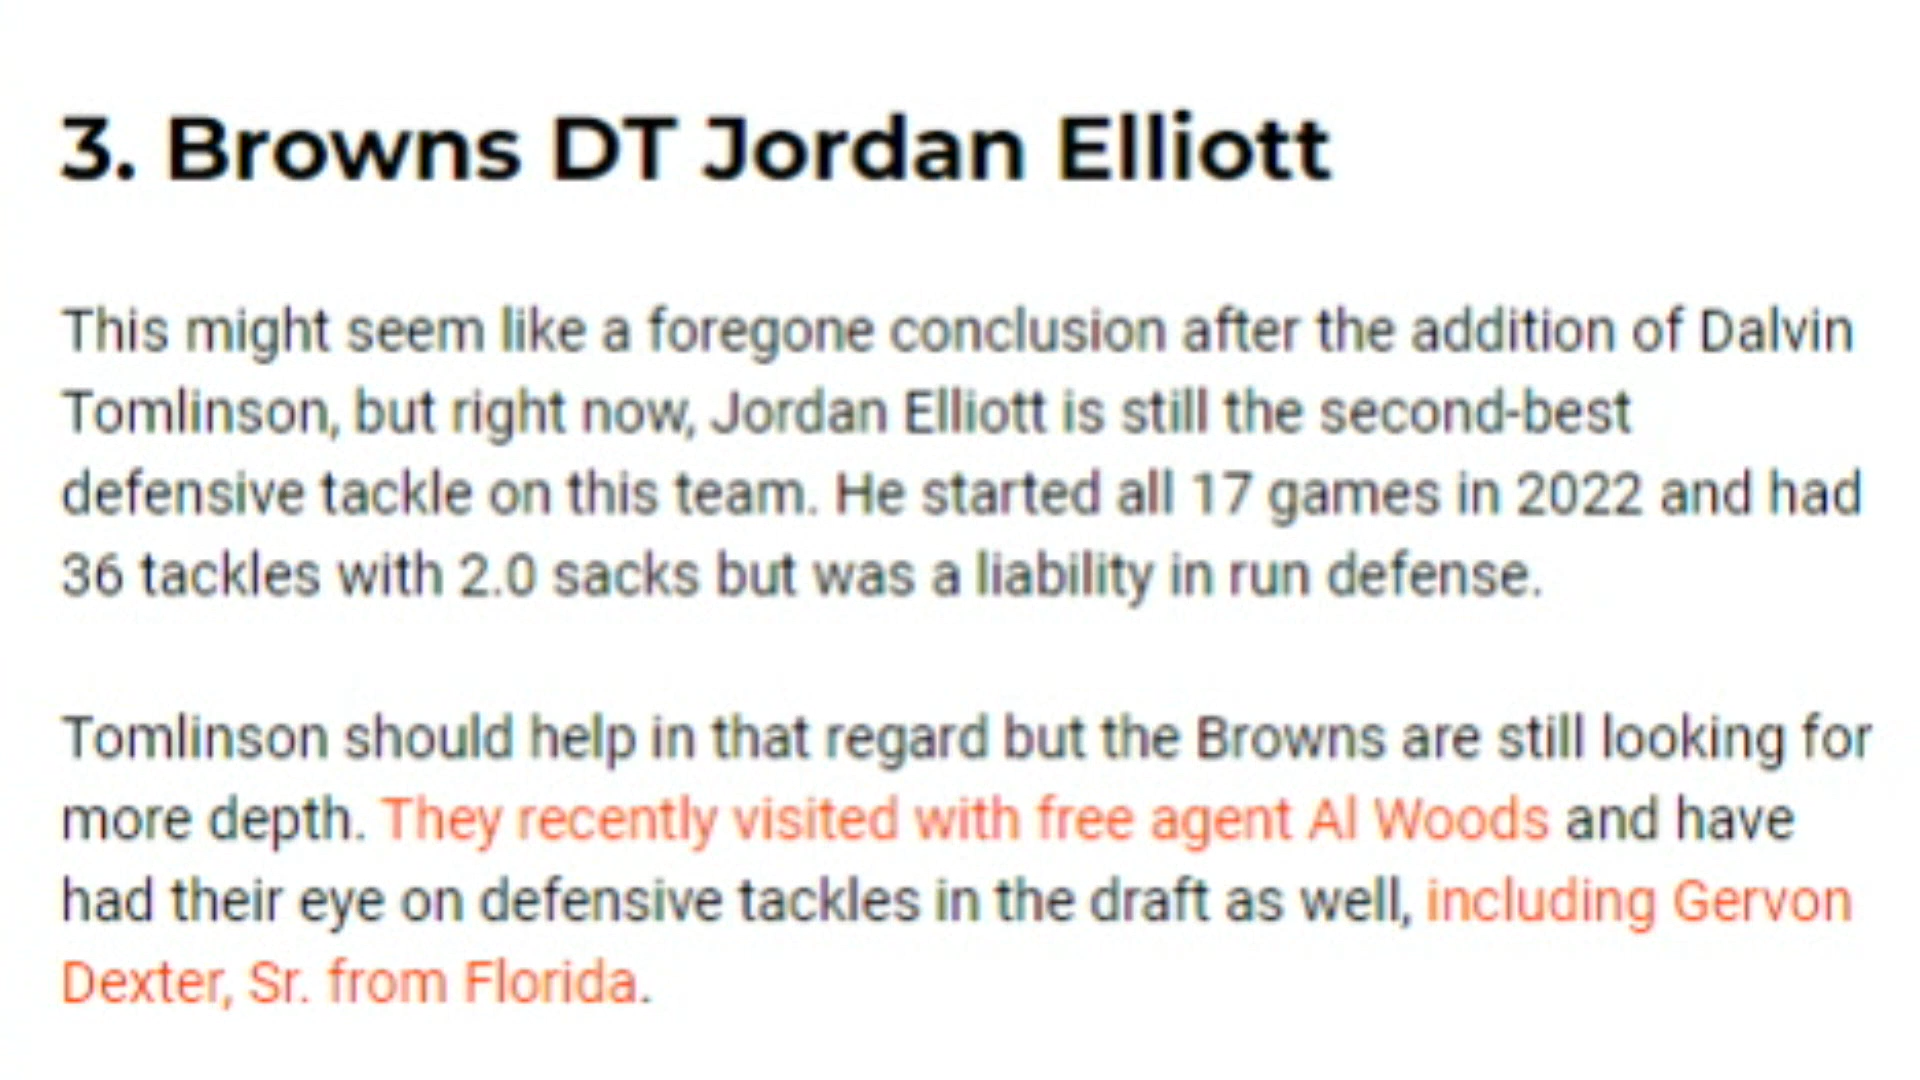 3. Browns DT Jordan Elliott
This might seem like a foregone conclusion after the addition of Dalvin
Tomlinson, but right now, Jordan Elliott is still the second-best
defensive tackle on this team. He started all 17 games in 2022 and had
36 tackles with 2.0 sacks but was a liability in run defense.
Tomlinson should help in that regard but the Browns are still looking for
more depth. They recently visited with free agent Al Woods and have
had their eye on defensive tackles in the draft as well, including Gervon
Dexter, Sr. from Florida.